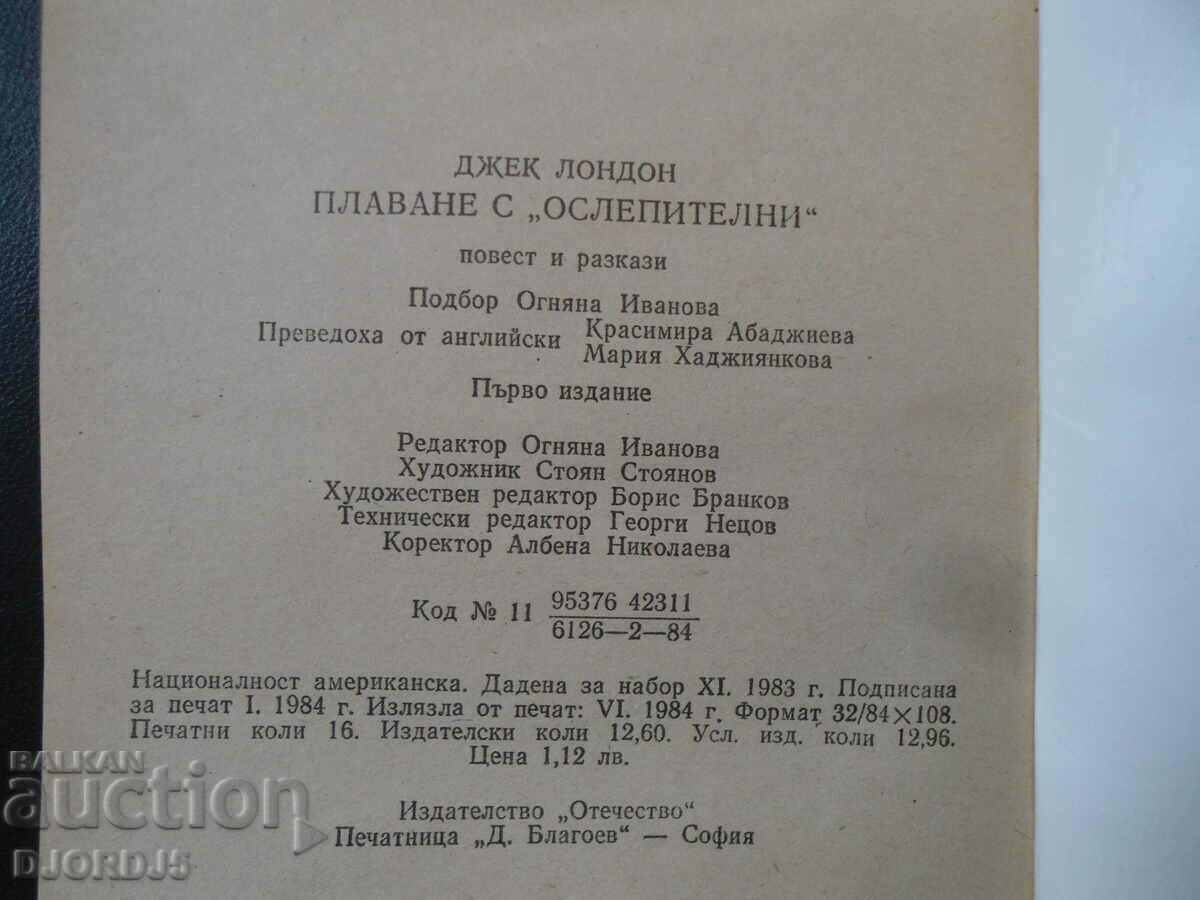 ДЖЕК ЛОНДОН
ПЛАВАНЕ С „ОСЛЕПИТЕЛНИ“
повест и разкази
Подбор Огняна Иванова
Преведоха от английски Красимира Абаджиева
Мария Хаджиянкова
Първо издание
Редактор Огняна Иванова
Художник Стоян Стоянов
Художествен редактор Борис Бранков
Технически редактор Георги Нецов
Коректор Албена Николаева
Код № 11 95376 42311
6126—2—84
Националност американска. Дадена за набор XI. 1983 г. Подписана
за печат I. 1984 г. Излязла от печат: VI. 1984 г. Формат 32/84×108.
Печатни коли 16. Издателски коли 12,60. Усл. изд. коли 12,96.
Цена 1,12 лв.
Издателство „Отечество“
Печатница „Д. Благоев“ — София
BALKAN
auction
DJORDJ5